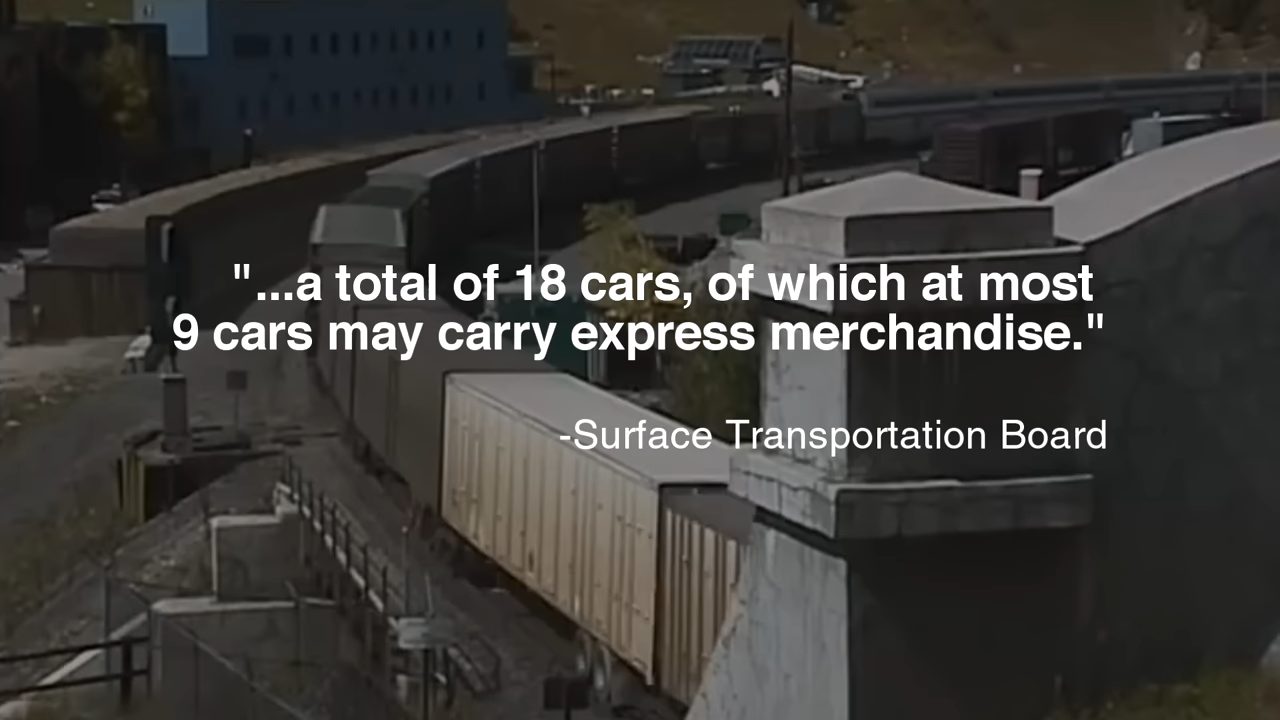 "...a total of 18 cars, of which at most
9 cars may carry express merchandise."
-Surface Transportation Board